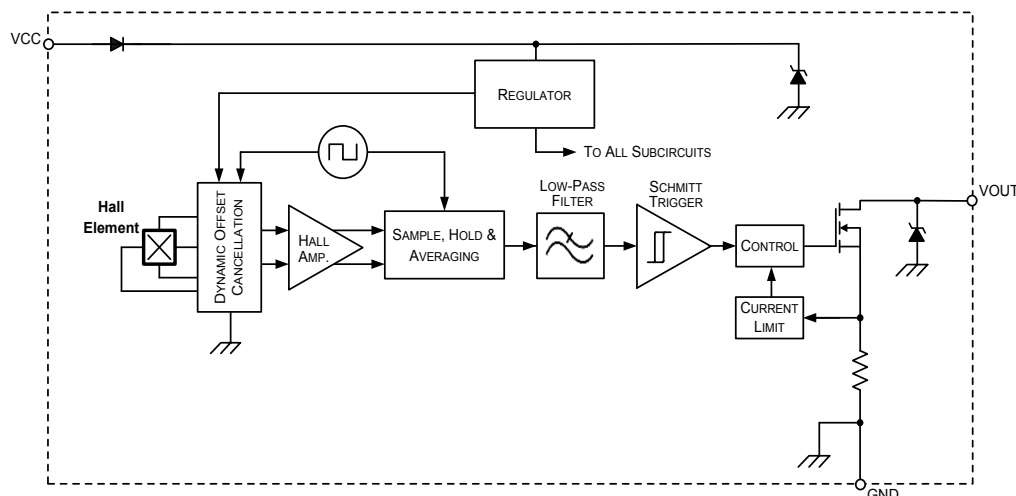 VCC
REGULATOR
TO ALL SUBCIRCUITS
Hall
Element
DYNAMIC OFFSET
CANCELLATION
HALL
AMP.
SAMPLE, HOLD &
AVERAGING
LOW-PASS
FILTER
SCHMITT
TRIGGER
CONTROL
CURRENT
LIMIT
VOUT
GND